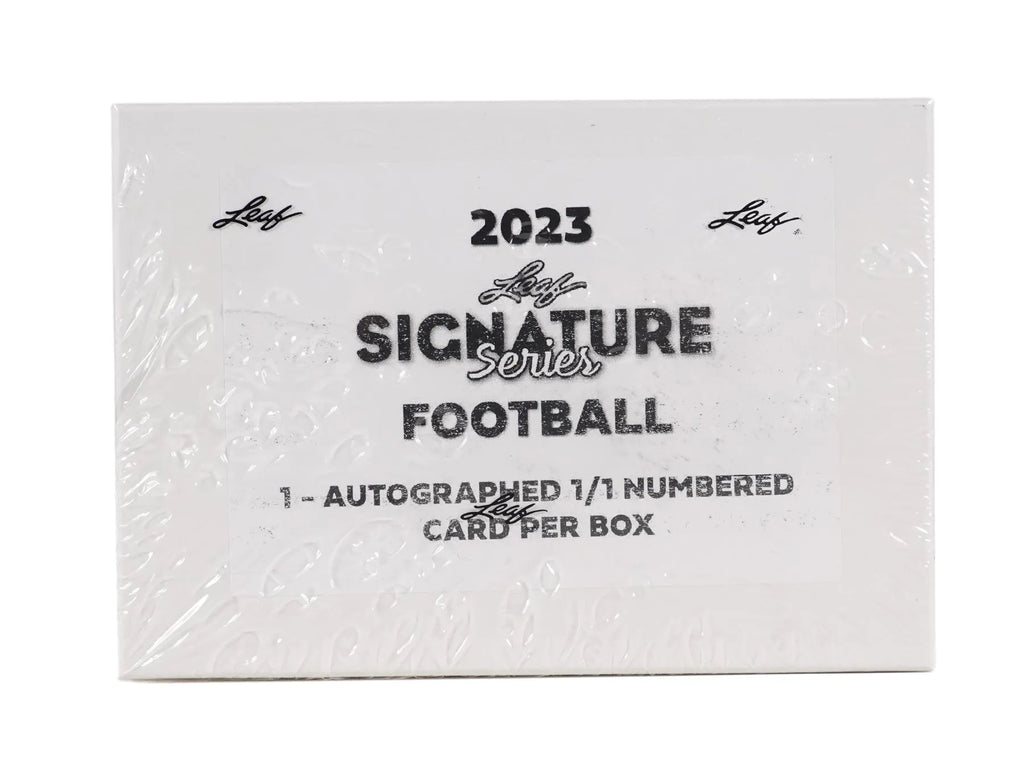 Leaf 2023 Leaf
Leaf
SIGNATURE
Series
FOOTBALL
1 - AUTOGRAPHED 1/1 NUMBERED
Leaf
CARD PER BOX